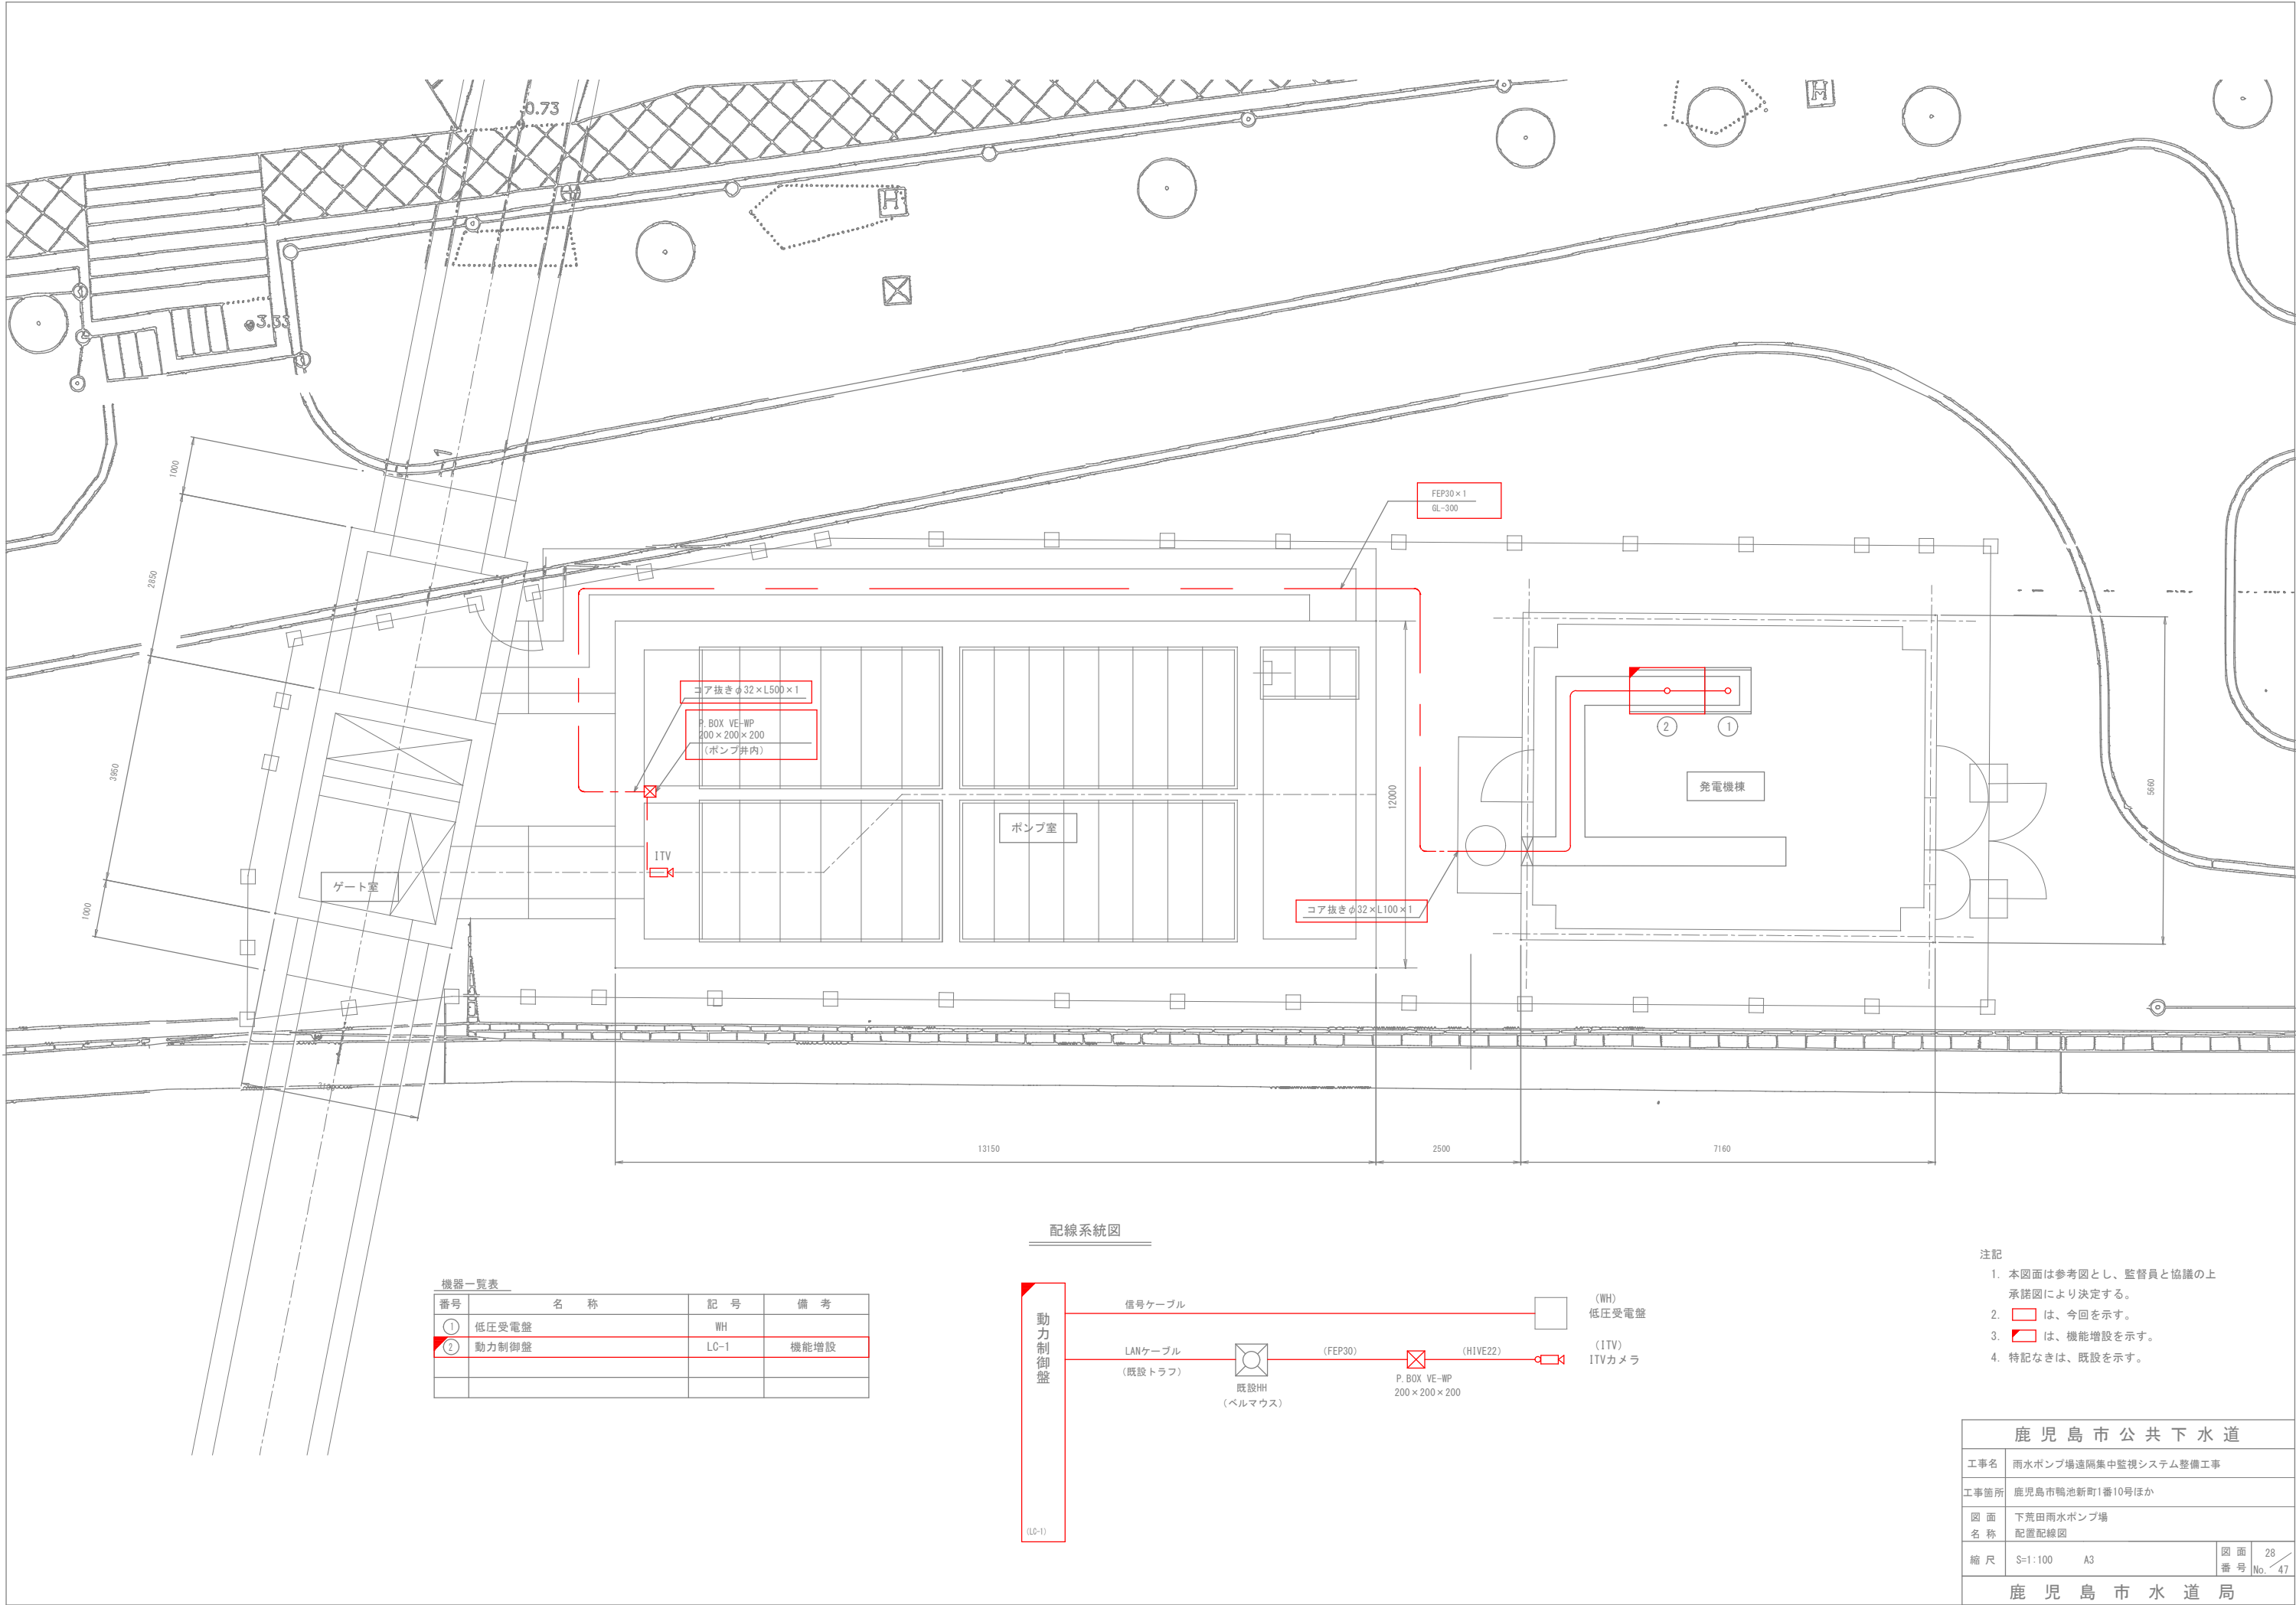 0.73
H
H
3.33
1000
2850
3950
1000
FEP30×1
GL-300
コア抜きφ32×L500×1
P.BOX VE-WP
200×200×200
(ポンプ井内)
ITV
ゲート室
ポンプ室
12000
コア抜きφ32×L100×1
2
1
発電機棟
5660
13150
2500
7160
配線系統図
機器一覧表
番号 名　称 記　号 備　考
1 低圧受電盤 WH
2 動力制御盤 LC-1 機能増設
動力制御盤
(LC-1)
信号ケーブル
(WH)
低圧受電盤
LANケーブル
(既設トラフ)
既設HH
(ベルマウス)
(FEP30)
P.BOX VE-WP
200×200×200
(HIVE22)
(ITV)
ITVカメラ
注記
1. 本図面は参考図とし、監督員と協議の上
承諾図により決定する。
2. は、今回を示す。
3. は、機能増設を示す。
4. 特記なきは、既設を示す。
鹿児島市公共下水道
工事名 雨水ポンプ場遠隔集中監視システム整備工事
工事箇所 鹿児島市鴨池新町1番10号ほか
図面名称 下荒田雨水ポンプ場
配置配線図
縮尺 S=1:100 A3 図面番号 No. 28/47
鹿児島市水道局